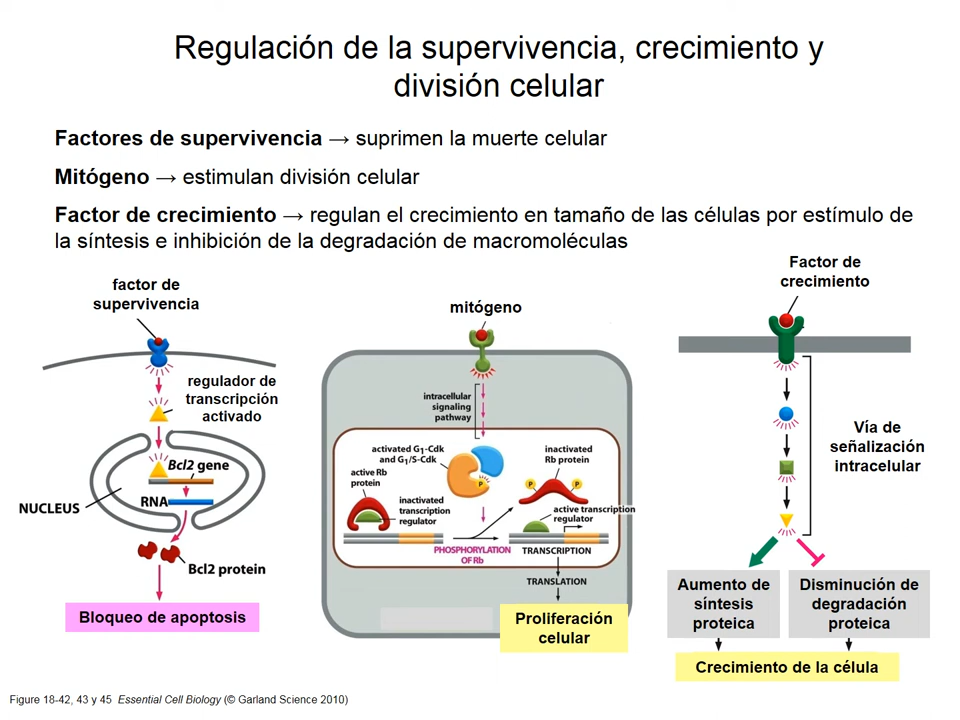 Regulación de la supervivencia, crecimiento y
división celular
Factores de supervivencia → suprimen la muerte celular
Mitógeno → estimulan división celular
Factor de crecimiento → regulan el crecimiento en tamaño de las células por estímulo de
la síntesis e inhibición de la degradación de macromoléculas
factor de
supervivencia
regulador de
transcripción
activado
Bcl2 gene
NUCLEUS
RNA
Bcl2 protein
Bloqueo de apoptosis
mitógeno
intracellular
signaling
pathway
activated G1-Cdk
and G1/S-Cdk
P
inactivated
Rb protein
active Rb
protein
P
P
inactivated
transcription
regulator
active transcription
regulator
PHOSPHORYLATION
OF Rb
TRANSCRIPTION
TRANSLATION
Proliferación
celular
Factor de
crecimiento
Vía de
señalización
intracelular
Aumento de
síntesis
proteica
Disminución de
degradación
proteica
Crecimiento de la célula
Figure 18-42, 43 y 45 Essential Cell Biology (© Garland Science 2010)